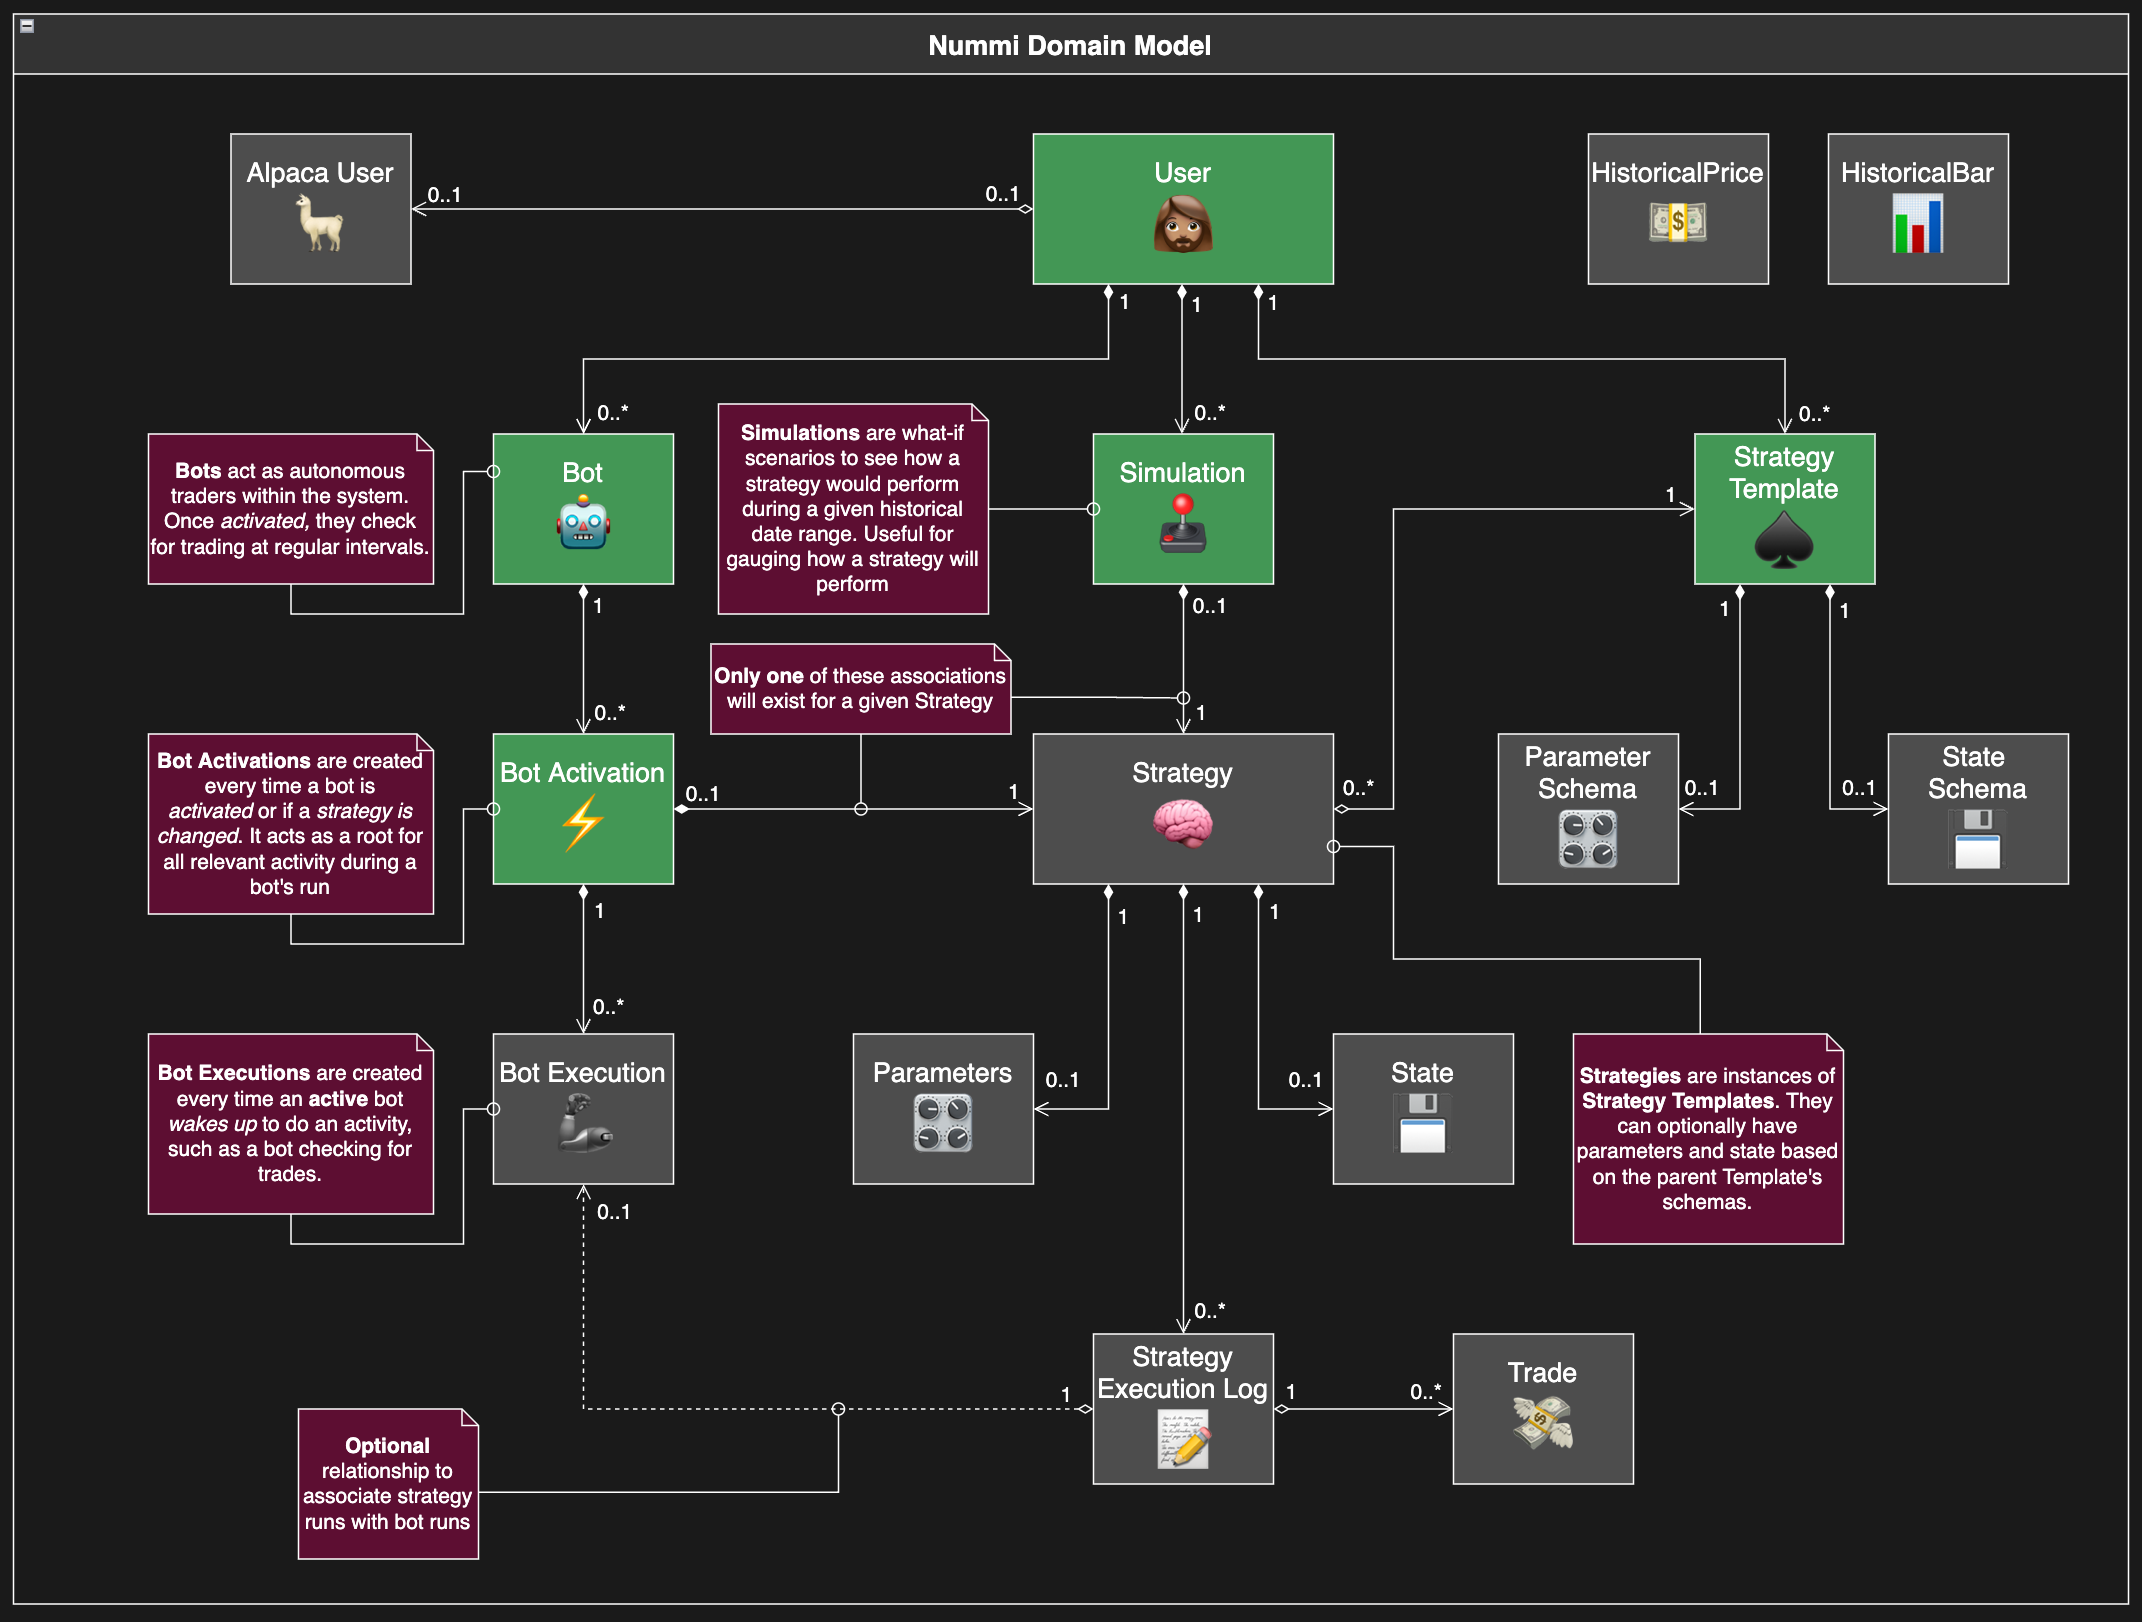 Nummi Domain Model
Alpaca User
0..1
0..1
User
HistoricalPrice
HistoricalBar
1
1
1
0..*
0..*
0..*
Bots act as autonomous
traders within the system.
Once activated, they check
for trading at regular intervals.
Bot
Simulations are what-if
scenarios to see how a
strategy would perform
during a given historical
date range. Useful for
gauging how a strategy will
perform
Simulation
Strategy
Template
1
1
0..1
1
1
Only one of these associations
will exist for a given Strategy
0..*
1
Bot Activations are created
every time a bot is
activated or if a strategy is
changed. It acts as a root for
all relevant activity during a
bot's run
Bot Activation
0..1
1
Strategy
0..*
Parameter
Schema
0..1
0..1
State
Schema
1
1
1
1
0..*
Bot Executions are created
every time an active bot
wakes up to do an activity,
such as a bot checking for
trades.
Bot Execution
Parameters
0..1
0..1
State
Strategies are instances of
Strategy Templates. They
can optionally have
parameters and state based
on the parent Template's
schemas.
0..1
0..*
Strategy
Execution Log
1
1
0..*
Trade
Optional
relationship to
associate strategy
runs with bot runs